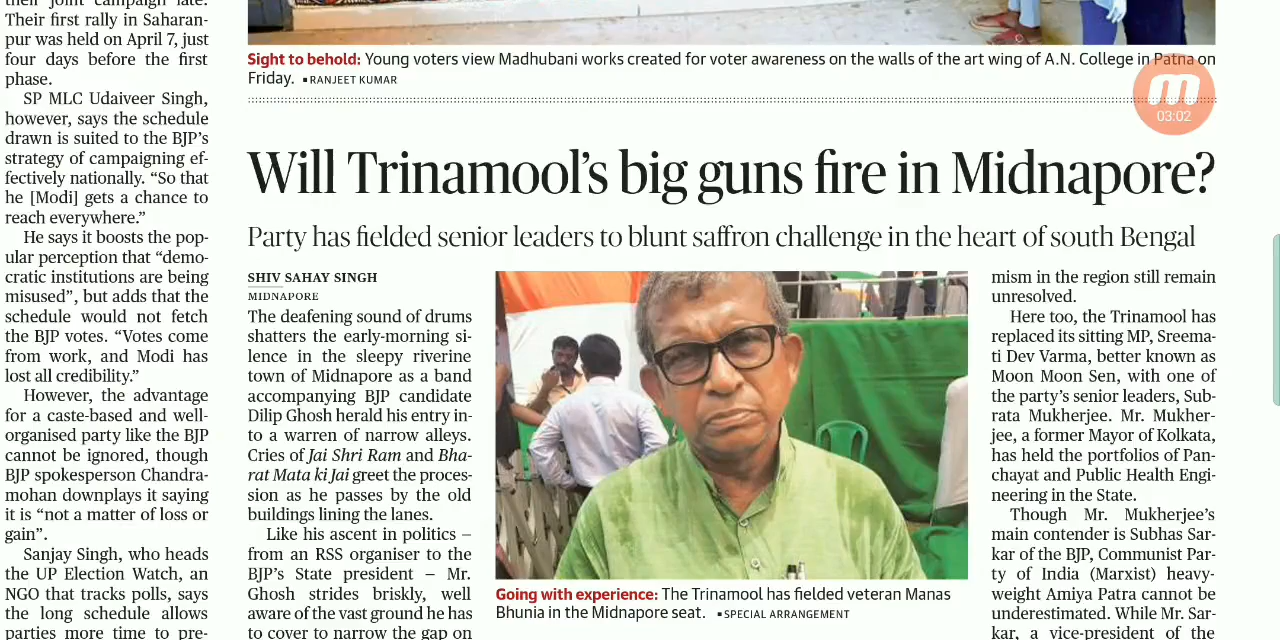 their joint campaign late.
Their first rally in Saharan-
pur was held on April 7, just
four days before the first
phase.
SP MLC Udaiveer Singh,
however, says the schedule
drawn is suited to the BJP’s
strategy of campaigning ef-
fectively nationally. “So that
he [Modi] gets a chance to
reach everywhere.”
He says it boosts the pop-
ular perception that “demo-
cratic institutions are being
misused”, but adds that the
schedule would not fetch
the BJP votes. “Votes come
from work, and Modi has
lost all credibility.”
However, the advantage
for a caste-based and well-
organised party like the BJP
cannot be ignored, though
BJP spokesperson Chandra-
mohan downplays it saying
it is “not a matter of loss or
gain”.
Sanjay Singh, who heads
the UP Election Watch, an
NGO that tracks polls, says
the long schedule allows
parties more time to pre-
Sight to behold: Young voters view Madhubani works created for voter awareness on the walls of the art wing of A.N. College in Patna on
Friday. ▪RANJEET KUMAR
03:02
Will Trinamool’s big guns fire in Midnapore?
Party has fielded senior leaders to blunt saffron challenge in the heart of south Bengal
SHIV SAHAY SINGH
MIDNAPORE
The deafening sound of drums
shatters the early-morning si-
lence in the sleepy riverine
town of Midnapore as a band
accompanying BJP candidate
Dilip Ghosh herald his entry in-
to a warren of narrow alleys.
Cries of Jai Shri Ram and Bha-
rat Mata ki Jai greet the proces-
sion as he passes by the old
buildings lining the lanes.
Like his ascent in politics –
from an RSS organiser to the
BJP’s State president – Mr.
Ghosh strides briskly, well
aware of the vast ground he has
to cover to narrow the gap on
Going with experience: The Trinamool has fielded veteran Manas
Bhunia in the Midnapore seat. ▪SPECIAL ARRANGEMENT
mism in the region still remain
unresolved.
Here too, the Trinamool has
replaced its sitting MP, Sreema-
ti Dev Varma, better known as
Moon Moon Sen, with one of
the party’s senior leaders, Sub-
rata Mukherjee. Mr. Mukher-
jee, a former Mayor of Kolkata,
has held the portfolios of Pan-
chayat and Public Health Engi-
neering in the State.
Though Mr. Mukherjee’s
main contender is Subhas Sar-
kar of the BJP, Communist Par-
ty of India (Marxist) heavy-
weight Amiya Patra cannot be
underestimated. While Mr. Sar-
kar, a vice-president of the